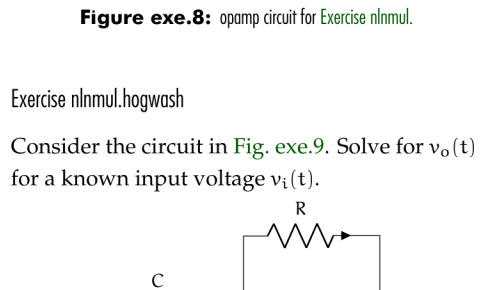 Figure exe.8: opamp circuit for Exercise nlnmul.
Exercise nlnmul.hogwash
Consider the circuit in Fig. exe.9. Solve for vₒ(t)
for a known input voltage vᵢ(t).
R
C